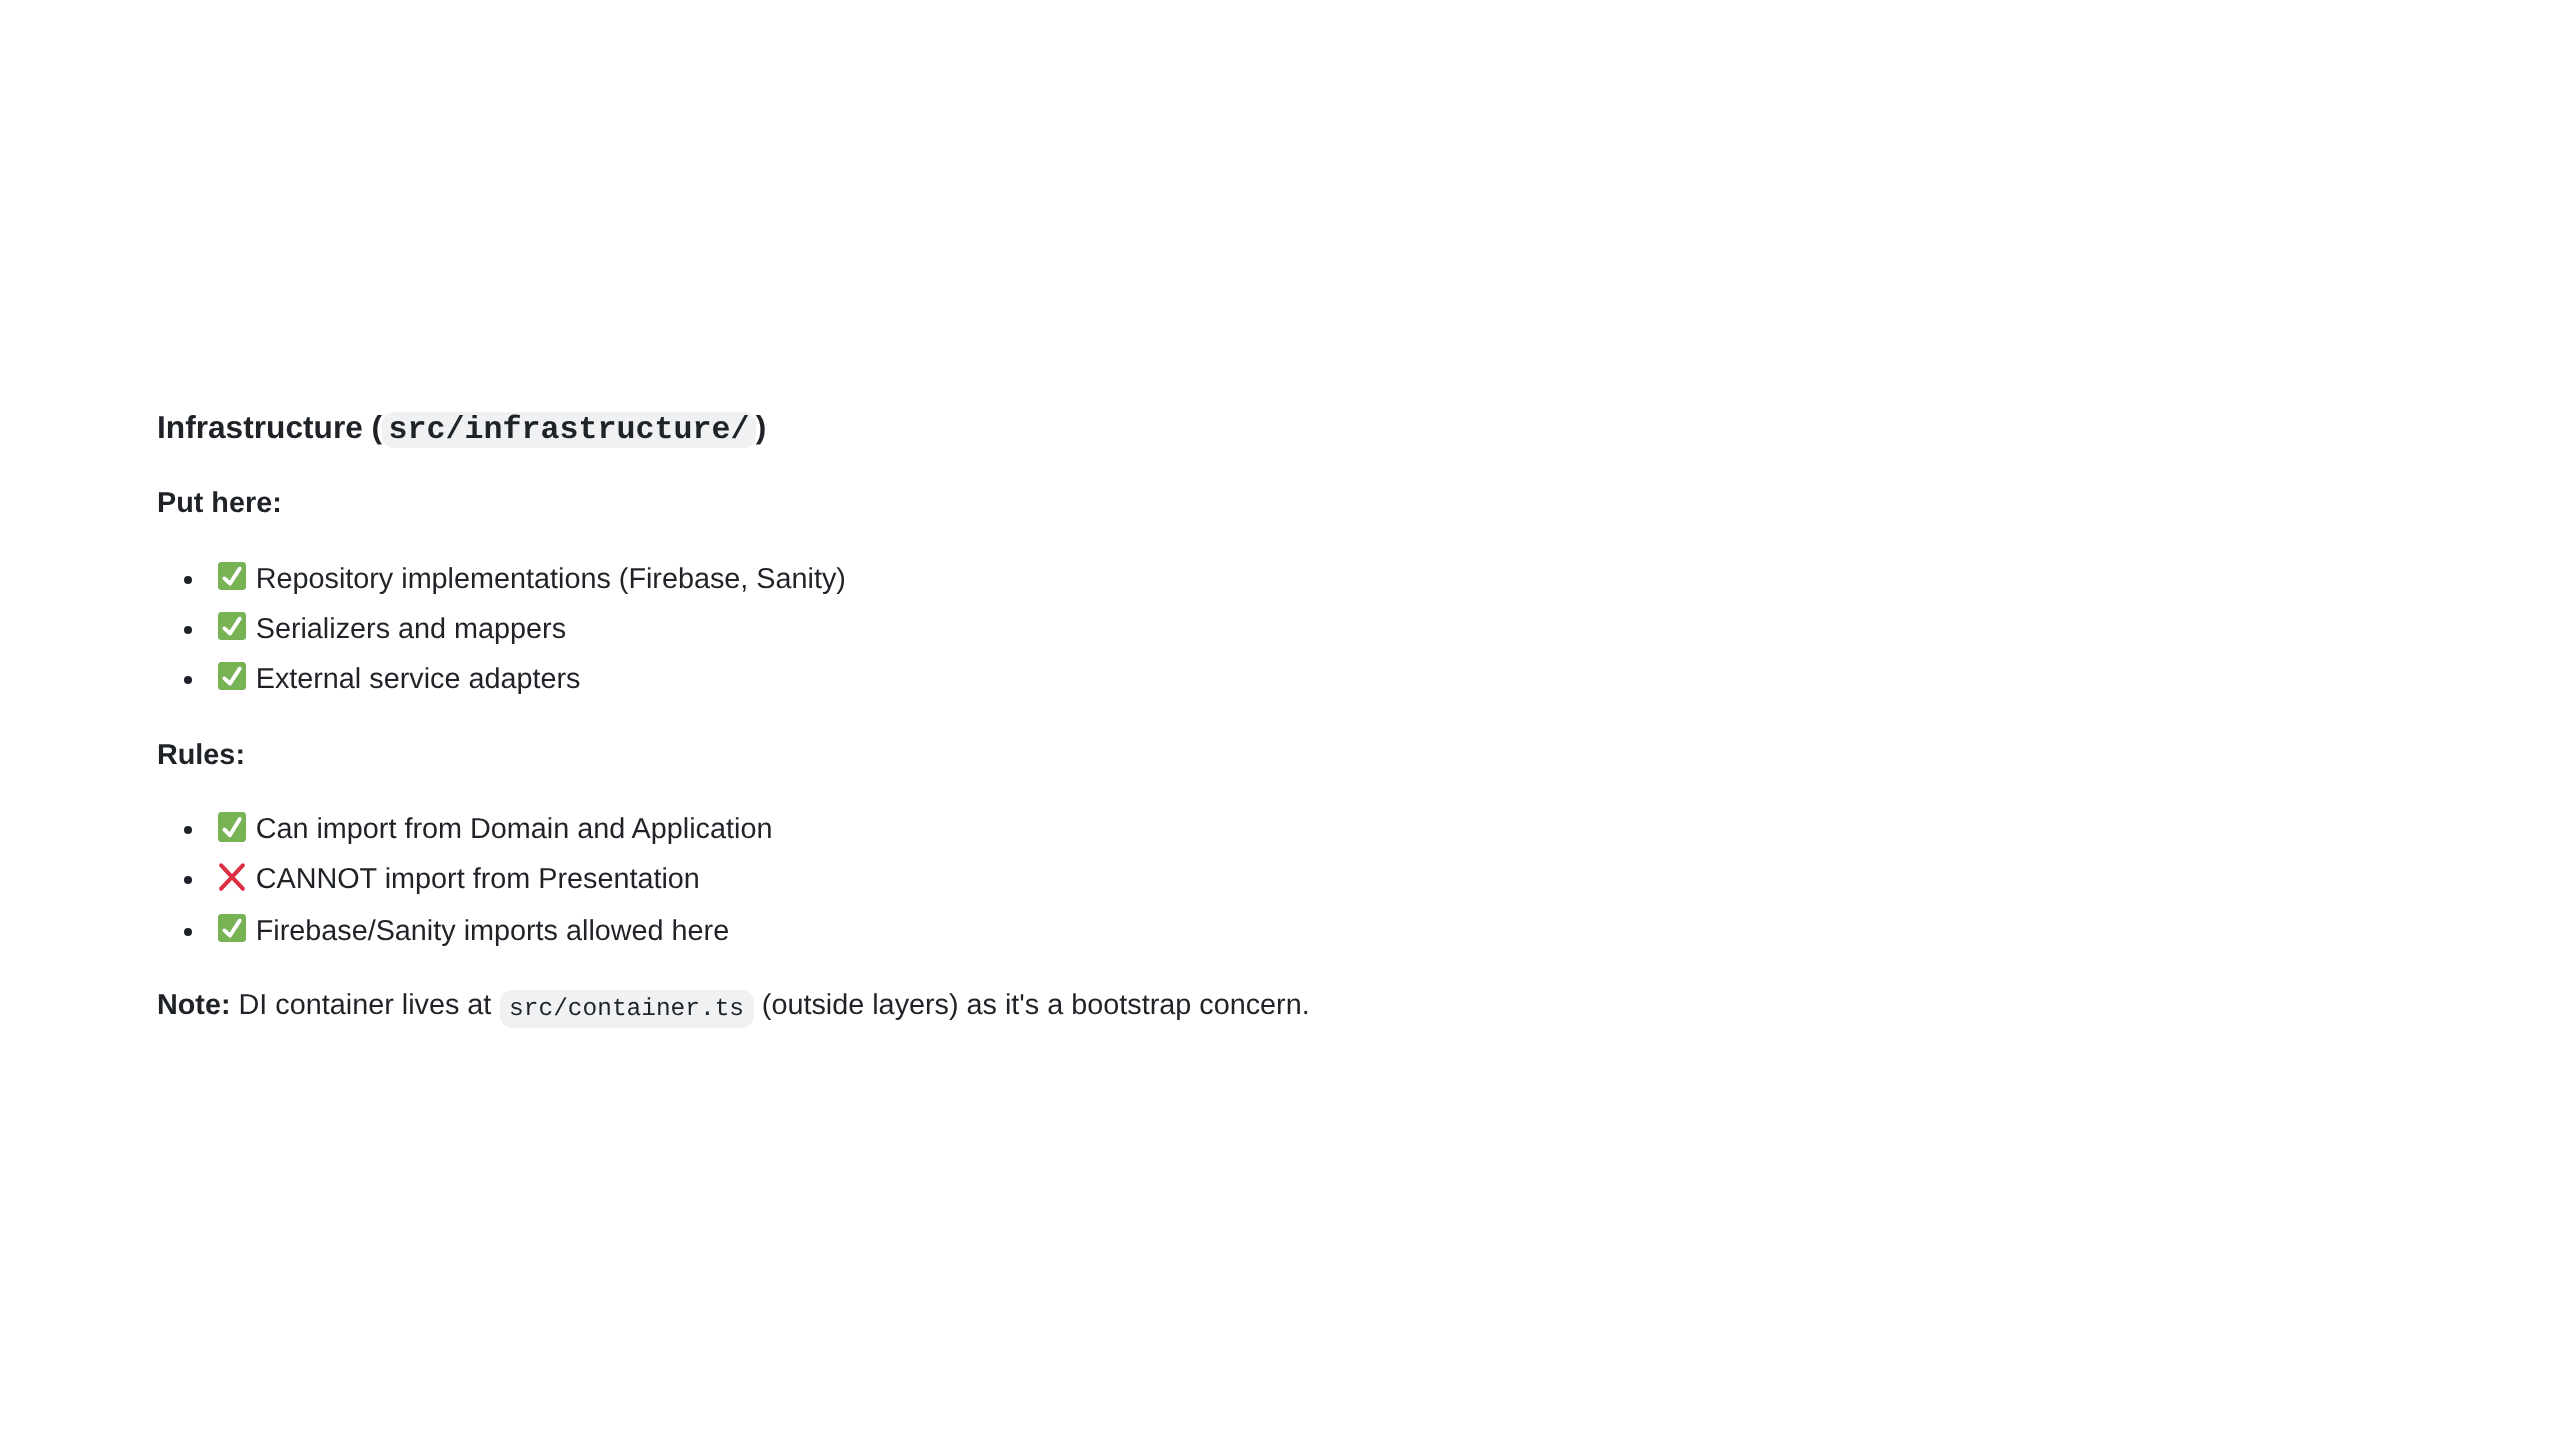 Infrastructure (src/infrastructure/)
Put here:
• ✅ Repository implementations (Firebase, Sanity)
• ✅ Serializers and mappers
• ✅ External service adapters
Rules:
• ✅ Can import from Domain and Application
• ❌ CANNOT import from Presentation
• ✅ Firebase/Sanity imports allowed here
Note: DI container lives at src/container.ts (outside layers) as it's a bootstrap concern.